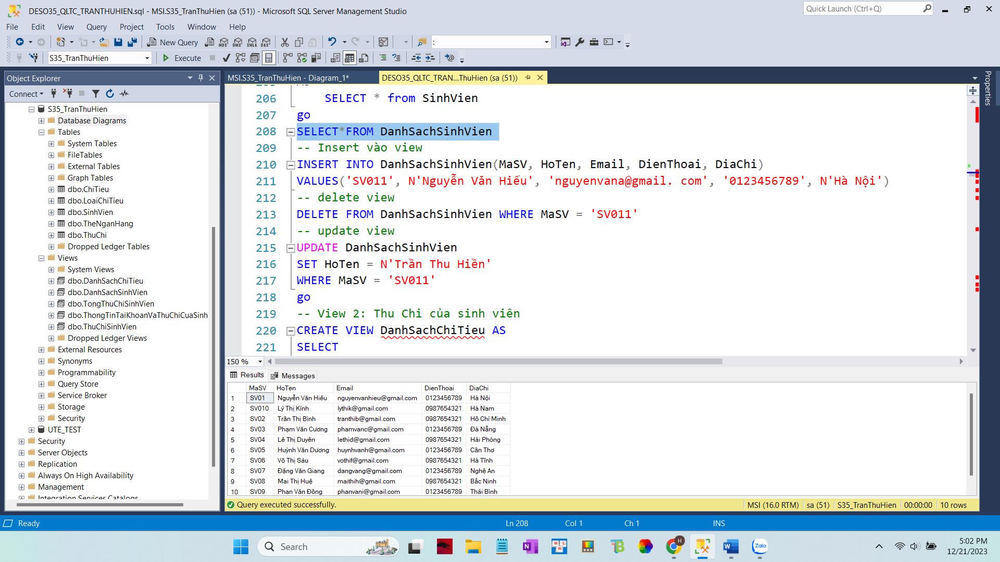 DESO35_QLTC_TRANTHUHIEN.sql - MSI.S35_TranThuHien (sa (51)) - Microsoft SQL Server Management Studio
Quick Launch (Ctrl+Q)
File Edit View Query Project Tools Window Help
New Query MDX DMX XMLA DAX :
S35_TranThuHien Execute
Object Explorer
Connect
S35_TranThuHien
Database Diagrams
Tables
System Tables
FileTables
External Tables
Graph Tables
dbo.ChiTieu
dbo.LoaiChiTieu
dbo.SinhVien
dbo.TheNganHang
dbo.ThuChi
Dropped Ledger Tables
Views
System Views
dbo.DanhSachChiTieu
dbo.DanhSachSinhVien
dbo.TongThuChiSinhVien
dbo.ThongTinTaiKhoanVaThuChiCuaSinh
dbo.ThuChiSinhVien
Dropped Ledger Views
External Resources
Synonyms
Programmability
Query Store
Service Broker
Storage
Security
UTE_TEST
Security
Server Objects
Replication
Always On High Availability
Management
Integration Services Catalogs
MSI.S35_TranThuHien - Diagram_1*
DESO35_QLTC_TRAN...ThuHien (sa (51))
Properties
206 SELECT * from SinhVien
207 go
208 SELECT*FROM DanhSachSinhVien
209 -- Insert vào view
210 INSERT INTO DanhSachSinhVien(MaSV, HoTen, Email, DienThoai, DiaChi)
211 VALUES('SV011', N'Nguyễn Văn Hiếu', 'nguyenvana@gmail. com', '0123456789', N'Hà Nội')
212 -- delete view
213 DELETE FROM DanhSachSinhVien WHERE MaSV = 'SV011'
214 -- update view
215 UPDATE DanhSachSinhVien
216 SET HoTen = N'Trần Thu Hiền'
217 WHERE MaSV = 'SV011'
218 go
219 -- View 2: Thu Chi của sinh viên
220 CREATE VIEW DanhSachChiTieu AS
221 SELECT
150 %
Results Messages
MaSV HoTen Email DienThoai DiaChi
1 SV01 Nguyễn Văn Hiếu nguyenvanhieu@gmail.com 0123456789 Hà Nội
2 SV010 Lý Thị Kính lythik@gmail.com 0987654321 Hà Nam
3 SV02 Trần Thị Bình tranthib@gmail.com 0987654321 Hồ Chí Minh
4 SV03 Phạm Văn Cương phamvanc@gmail.com 0123456789 Đà Nẵng
5 SV04 Lê Thị Duyên lethid@gmail.com 0987654321 Hải Phòng
6 SV05 Huỳnh Văn Dương huynhvanh@gmail.com 0123456789 Cần Thơ
7 SV06 Võ Thị Sáu vothif@gmail.com 0987654321 Hà Tĩnh
8 SV07 Đặng Văn Giang dangvang@gmail.com 0123456789 Nghệ An
9 SV08 Mai Thị Huệ maithih@gmail.com 0987654321 Bắc Ninh
10 SV09 Phan Văn Đồng phanvani@gmail.com 0123456789 Thái Bình
Query executed successfully. MSI (16.0 RTM) sa (51) S35_TranThuHien 00:00:00 10 rows
Ready Ln 208 Col 1 Ch 1 INS
Search
Zalo
5:02 PM
12/21/2023